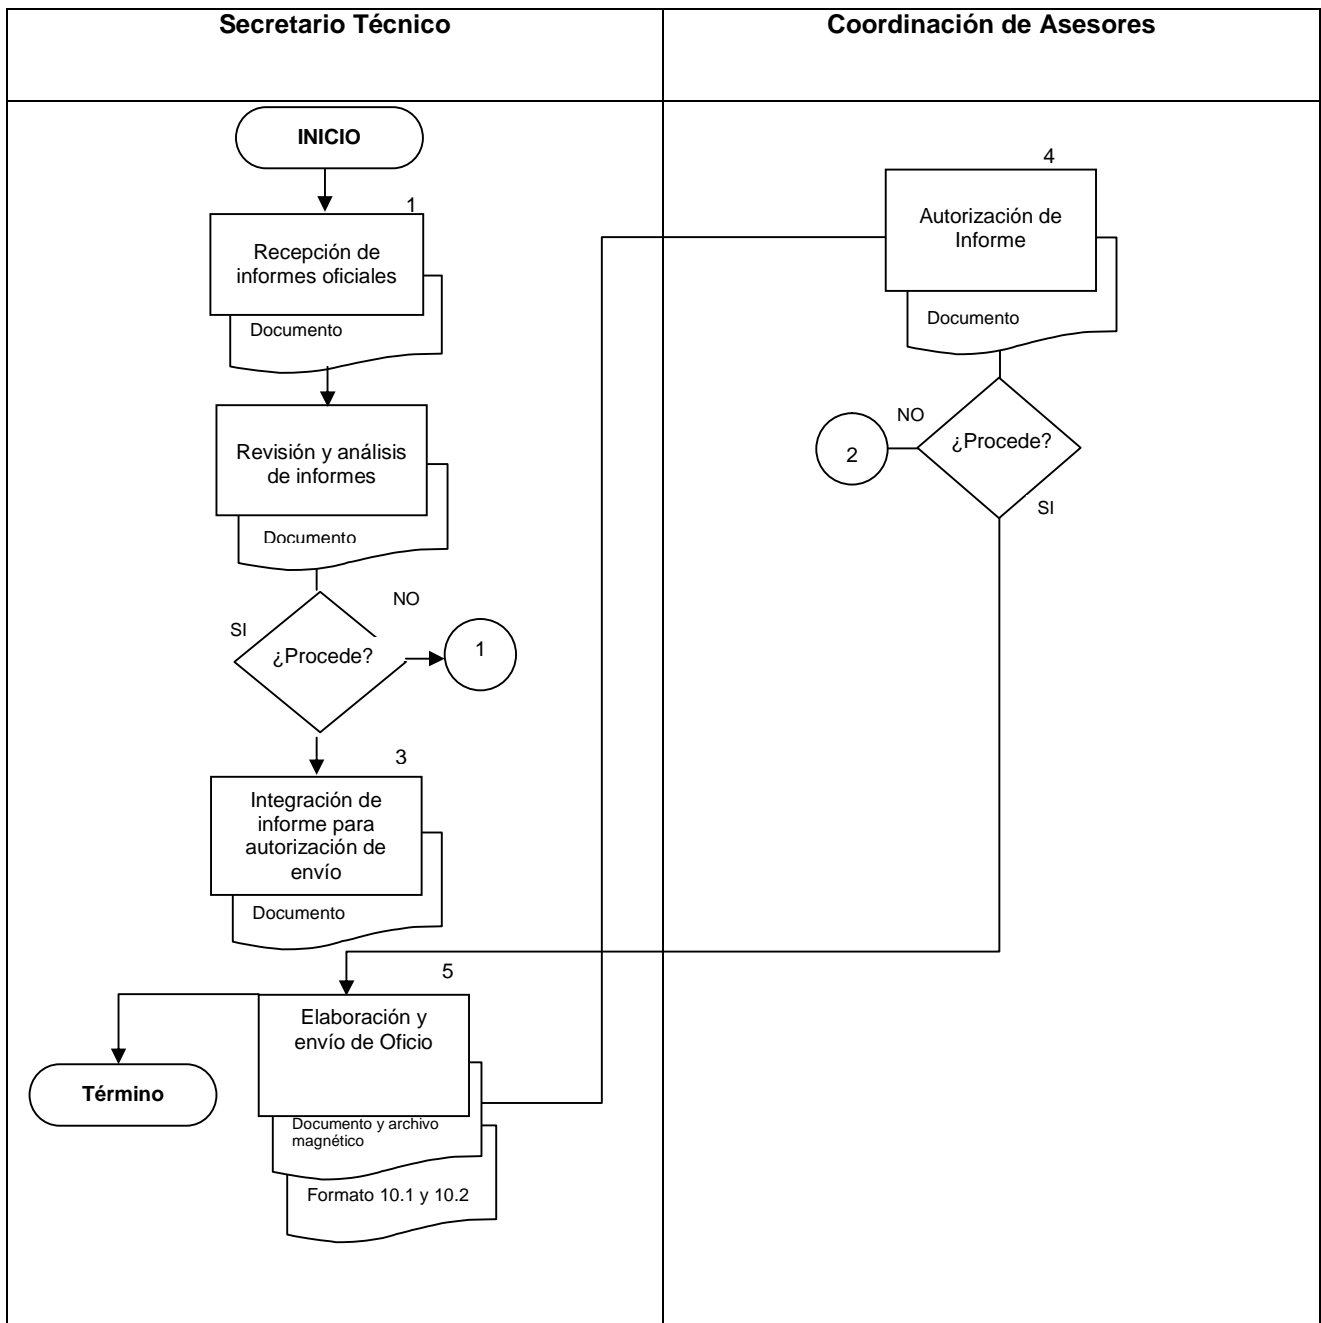 Secretario Técnico
Coordinación de Asesores
INICIO
1
Recepción de
informes oficiales
Documento
Revisión y análisis
de informes
Documento
SI
NO
¿Procede?
1
3
Integración de
informe para
autorización de
envío
Documento
5
Elaboración y
envío de Oficio
Documento y archivo
magnético
Formato 10.1 y 10.2
Término
4
Autorización de
Informe
Documento
NO
¿Procede?
2
SI